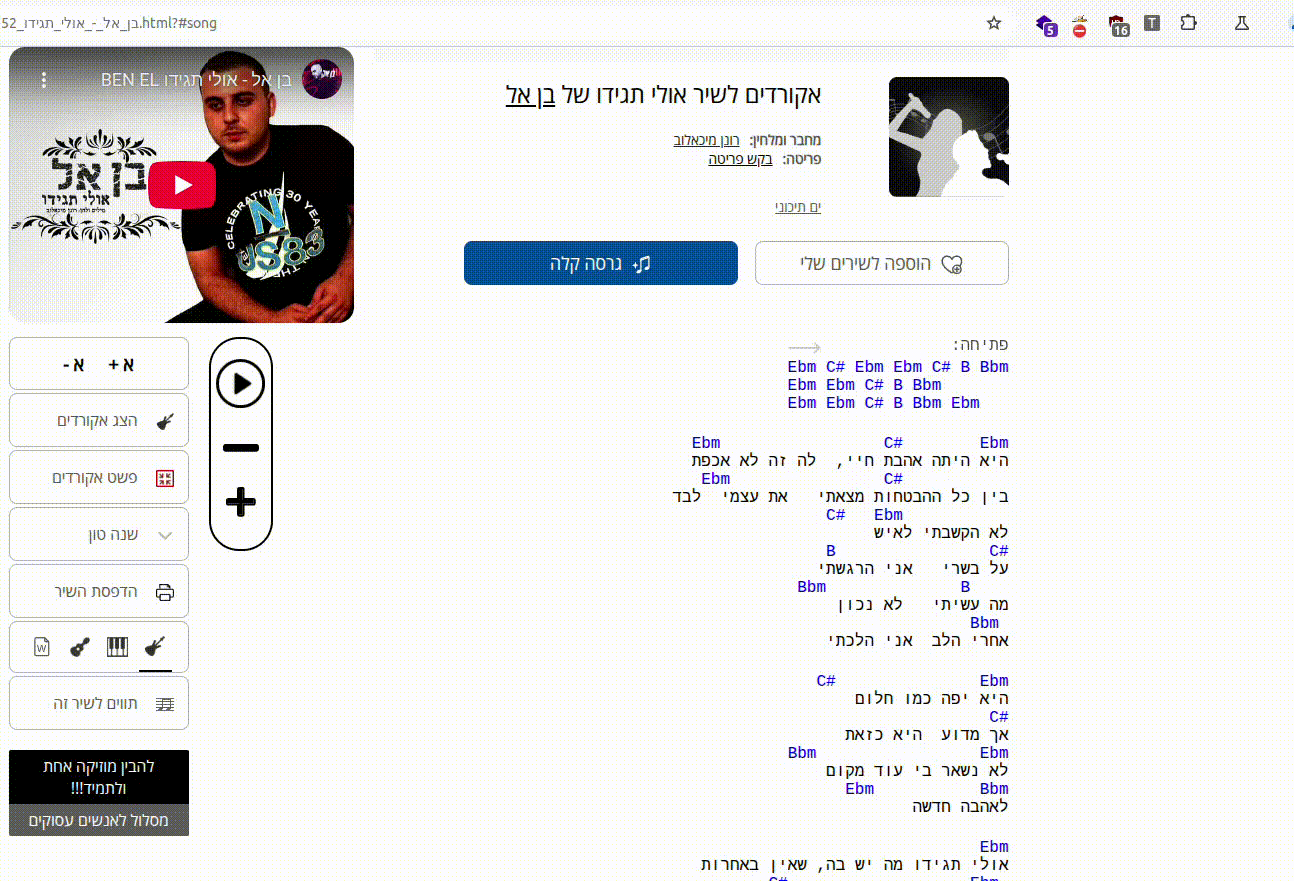 52_בן_אל_-_אולי_תגידו.html?#song
5
16
T
בן אל - אולי תגידו BEN EL
בן אל
אולי תגידו
מילים ולחן: רונן מיכאלוב
CELEBRATING 30 YEARS
N
US83
אקורדים לשיר אולי תגידו של בן אל
מחבר ומלחין: רונן מיכאלוב
פריטה: בקש פריטה
ים תיכוני
הוספה לשירים שלי
גרסה קלה
א + א -
הצג אקורדים
פשט אקורדים
שנה טון
הדפסת השיר
W
תווים לשיר זה
להבין מוזיקה אחת
ולתמיד!!!
מסלול לאנשים עסוקים
פתיחה:
Ebm C# Ebm Ebm C# B Bbm
Ebm Ebm C# B Bbm
Ebm Ebm C# B Bbm Ebm
Ebm C# Ebm
היא היתה אהבת חיי, לה זה לא אכפת
Ebm C#
בין כל ההבטחות מצאתי את עצמי לבד
C# Ebm
לא הקשבתי לאיש
B C#
על בשרי אני הרגשתי
Bbm B
מה עשיתי לא נכון
Bbm
אחרי הלב אני הלכתי
C# Ebm
היא יפה כמו חלום
C#
אך מדוע היא כזאת
Bbm Ebm
לא נשאר בי עוד מקום
Ebm Bbm
לאהבה חדשה
Ebm
אולי תגידו מה יש בה, שאין באחרות
C# Ebm